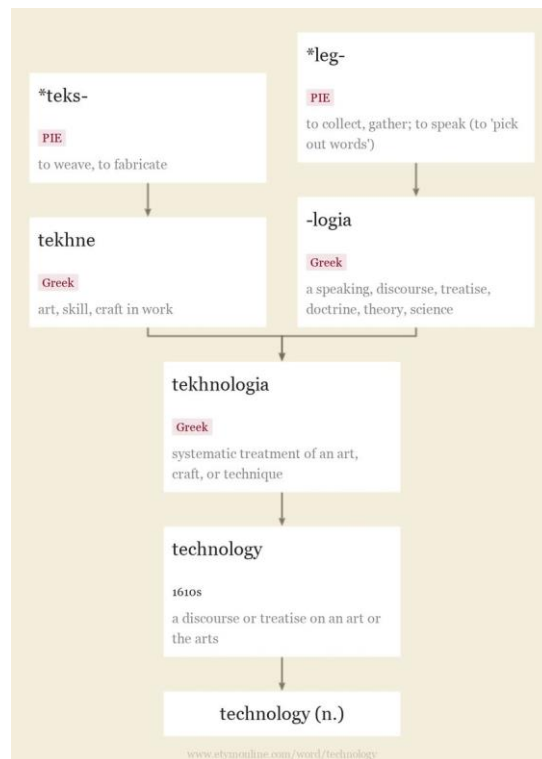 *teks-
PIE
to weave, to fabricate
*leg-
PIE
to collect, gather; to speak (to 'pick
out words')
tekhne
Greek
art, skill, craft in work
-logia
Greek
a speaking, discourse, treatise,
doctrine, theory, science
tekhnologia
Greek
systematic treatment of an art,
craft, or technique
technology
1610s
a discourse or treatise on an art or
the arts
technology (n.)
www.etymonline.com/word/technology